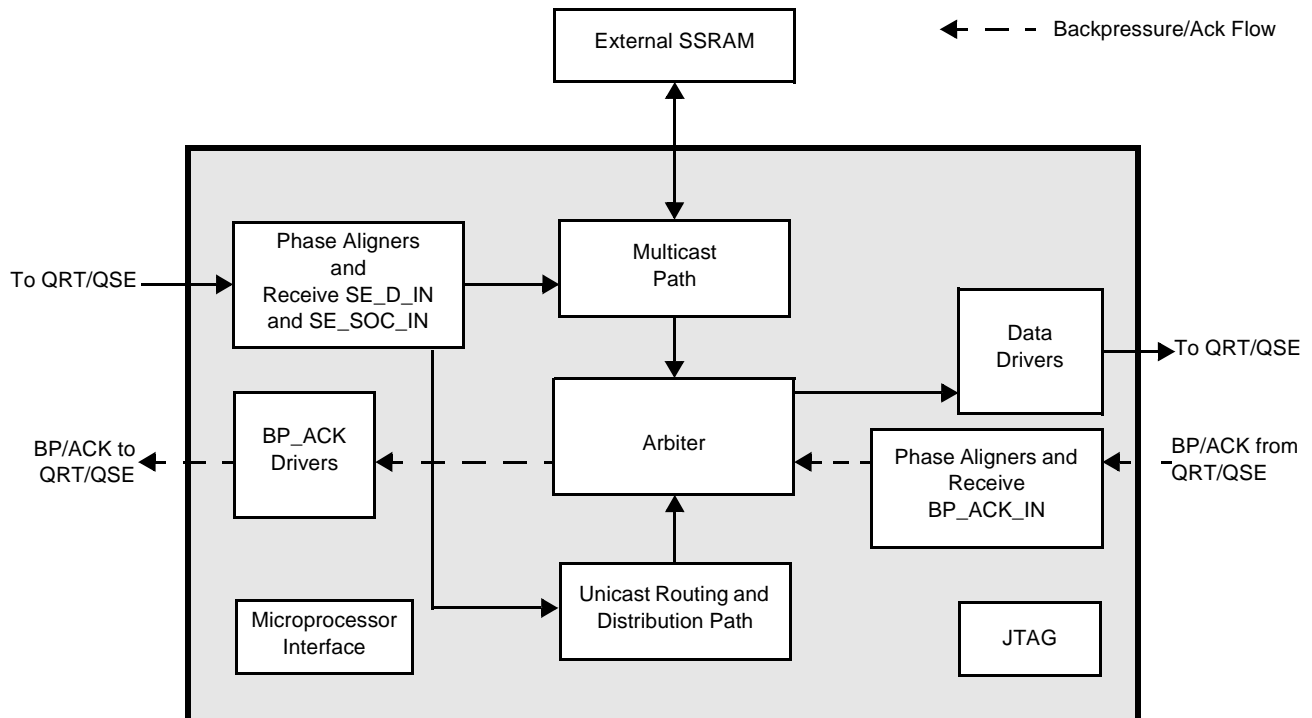 External SSRAM
Backpressure/Ack Flow
Phase Aligners
and
Receive SE_D_IN
and SE_SOC_IN
Multicast
Path
To QRT/QSE
Data
Drivers
To QRT/QSE
BP_ACK
Drivers
Arbiter
BP/ACK to
QRT/QSE
Phase Aligners and
Receive
BP_ACK_IN
BP/ACK from
QRT/QSE
Unicast Routing and
Distribution Path
Microprocessor
Interface
JTAG